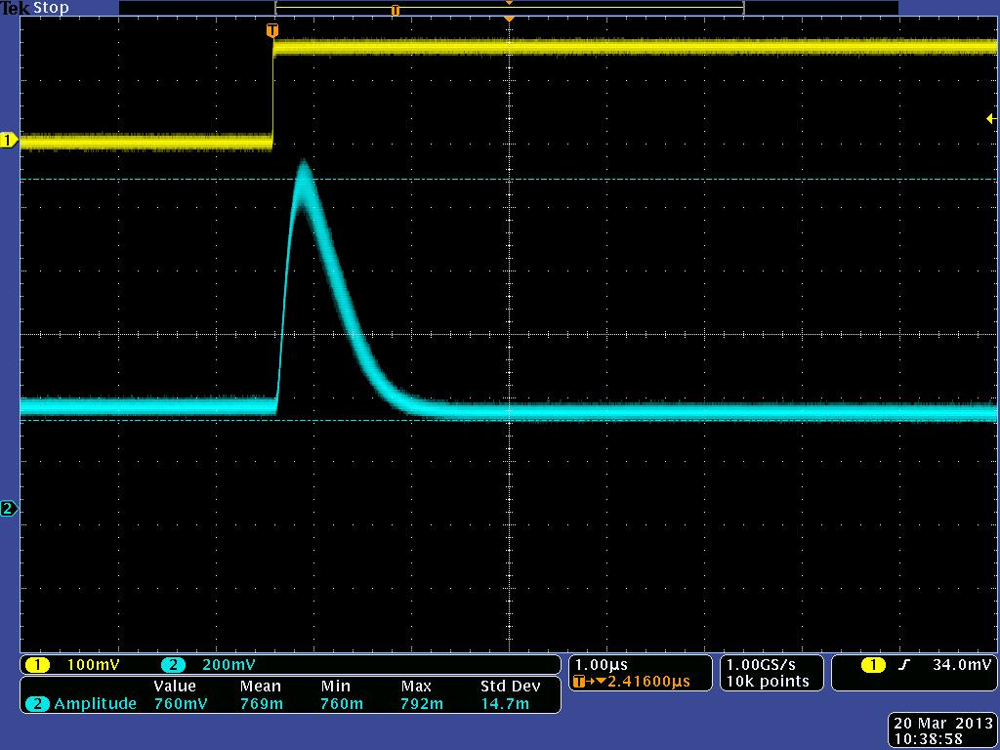 Tek Stop
T
T
1
2
1 100mV 2 200mV
Value Mean Min Max Std Dev
2 Amplitude 760mV 769m 760m 792m 14.7m
1.00µs
T→▼2.41600µs
1.00GS/s
10k points
1 ƒ 34.0mV
20 Mar 2013
10:38:58